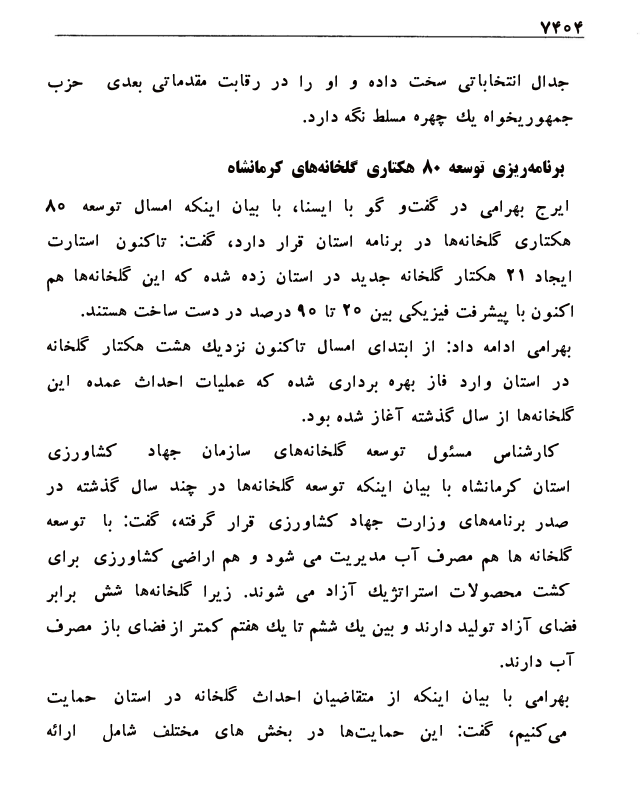 ۷۴۰۴
جدال انتخاباتی سخت داده و او را در رقابت مقدماتی بعدی حزب
جمهوریخواه یك چهره مسلط نگه دارد.
برنامه‌ریزی توسعه ۸۰ هکتاری گلخانه‌های کرمانشاه
ایرج بهرامی در گفت‌و گو با ایسنا، با بیان اینکه امسال توسعه ۸۰
هکتاری گلخانه‌ها در برنامه استان قرار دارد، گفت: تاکنون استارت
ایجاد ۲۱ هکتار گلخانه جدید در استان زده شده که این گلخانه‌ها هم
اکنون با پیشرفت فیزیکی بین ۲۰ تا ۹۰ درصد در دست ساخت هستند.
بهرامی ادامه داد: از ابتدای امسال تاکنون نزدیك هشت هکتار گلخانه
در استان وارد فاز بهره برداری شده که عملیات احداث عمده این
گلخانه‌ها از سال گذشته آغاز شده بود.
کارشناس مسئول توسعه گلخانه‌های سازمان جهاد کشاورزی
استان کرمانشاه با بیان اینکه توسعه گلخانه‌ها در چند سال گذشته در
صدر برنامه‌های وزارت جهاد کشاورزی قرار گرفته، گفت: با توسعه
گلخانه ها هم مصرف آب مدیریت می شود و هم اراضی کشاورزی برای
کشت محصولات استراتژیك آزاد می شوند. زیرا گلخانه‌ها شش برابر
فضای آزاد تولید دارند و بین یك ششم تا یك هفتم کمتر از فضای باز مصرف
آب دارند.
بهرامی با بیان اینکه از متقاضیان احداث گلخانه در استان حمایت
می‌کنیم، گفت: این حمایت‌ها در بخش های مختلف شامل ارائه